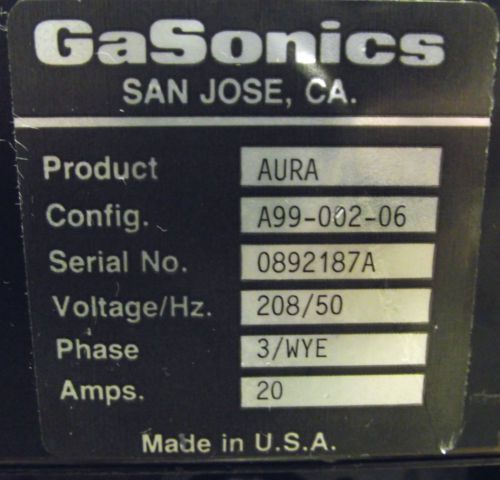 GaSonics
SAN JOSE, CA.
Product AURA
Config. A99-002-06
Serial No. 0892187A
Voltage/Hz. 208/50
Phase 3/WYE
Amps. 20
Made in U.S.A.